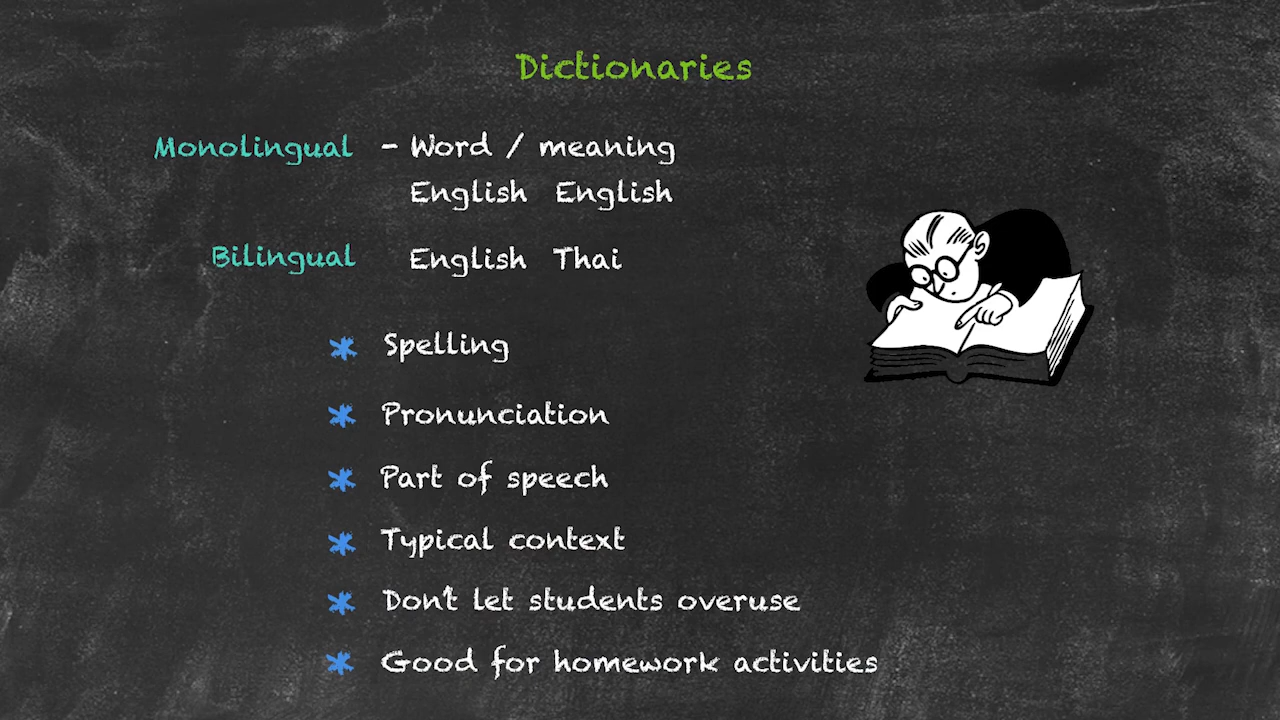 Dictionaries
Monolingual - Word / meaning
English English
Bilingual English Thai
* Spelling
* Pronunciation
* Part of speech
* Typical context
* Don't let students overuse
* Good for homework activities